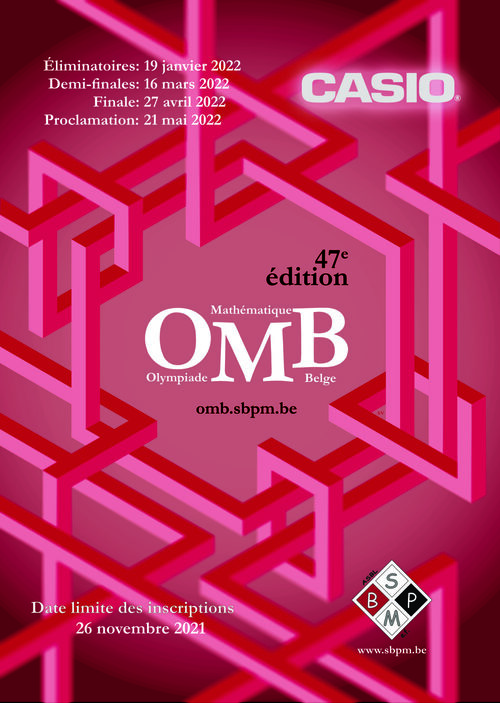 Éliminatoires: 19 janvier 2022
Demi-finales: 16 mars 2022
Finale: 27 avril 2022
Proclamation: 21 mai 2022
CASIO®
47e
édition
Mathématique
OMB
Olympiade Belge
omb.sbpm.be
Date limite des inscriptions
26 novembre 2021
ASBL
S
B P
M
www.sbpm.be